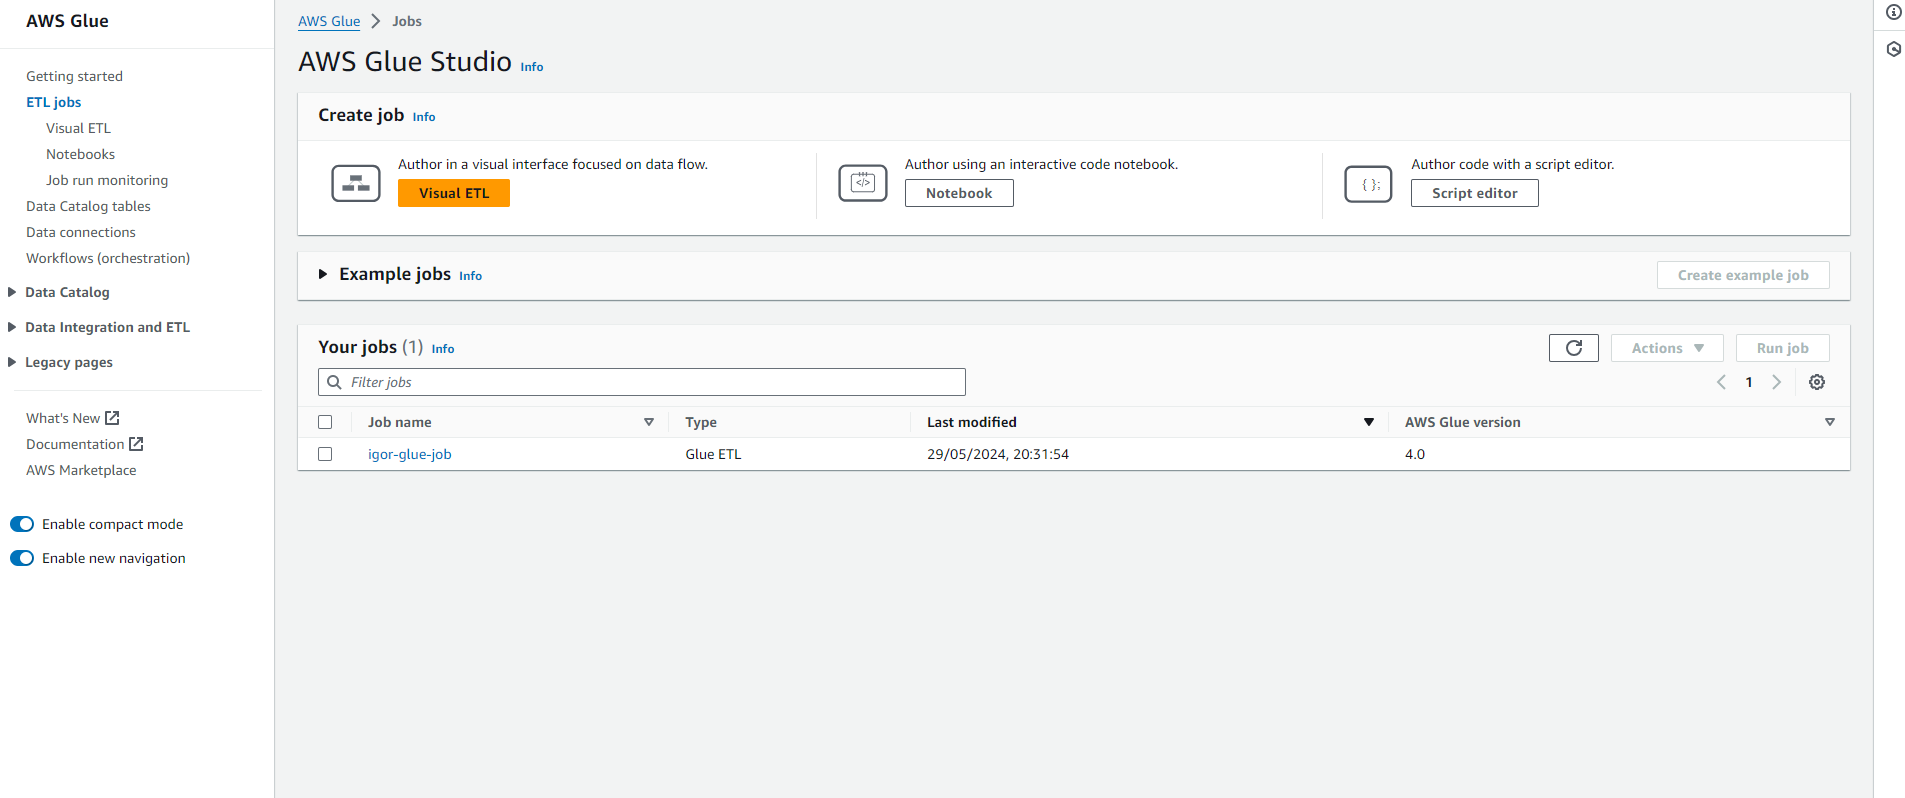 AWS Glue
Getting started
ETL jobs
Visual ETL
Notebooks
Job run monitoring
Data Catalog tables
Data connections
Workflows (orchestration)
Data Catalog
Data Integration and ETL
Legacy pages
What's New
Documentation
AWS Marketplace
Enable compact mode
Enable new navigation
AWS Glue > Jobs
AWS Glue Studio Info
Create job Info
Author in a visual interface focused on data flow.
Visual ETL
</>
Author using an interactive code notebook.
Notebook
{ };
Author code with a script editor.
Script editor
Example jobs Info
Create example job
Your jobs (1) Info
Actions
Run job
Filter jobs
1
Job name Type Last modified AWS Glue version
igor-glue-job Glue ETL 29/05/2024, 20:31:54 4.0